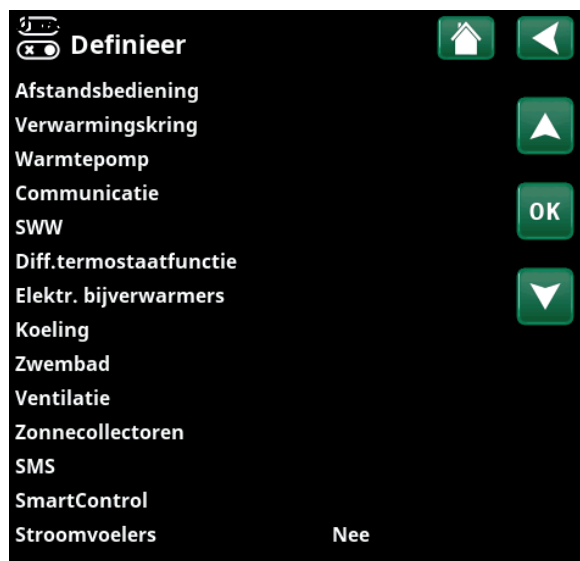 Definieer
Afstandsbediening
Verwarmingskring
Warmtepomp
Communicatie
SWW
OK
Diff.termostaatfunctie
Elektr. bijverwarmers
Koeling
Zwembad
Ventilatie
Zonnecollectoren
SMS
SmartControl
Stroomvoelers Nee